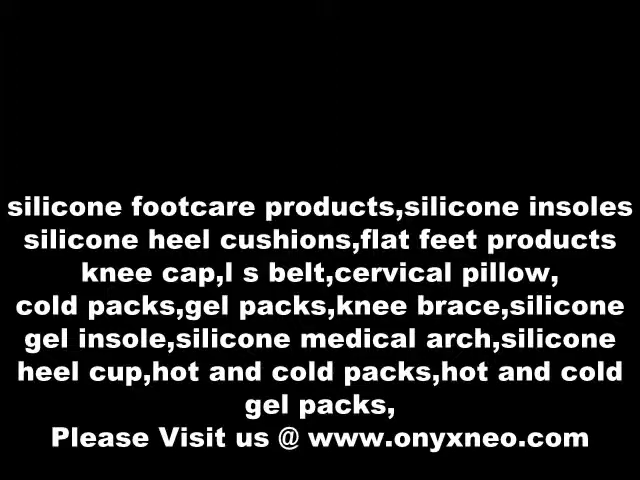 silicone footcare products,silicone insoles
silicone heel cushions,flat feet products
knee cap,l s belt,cervical pillow,
cold packs,gel packs,knee brace,silicone
gel insole,silicone medical arch,silicone
heel cup,hot and cold packs,hot and cold
gel packs,
Please Visit us @ www.onyxneo.com